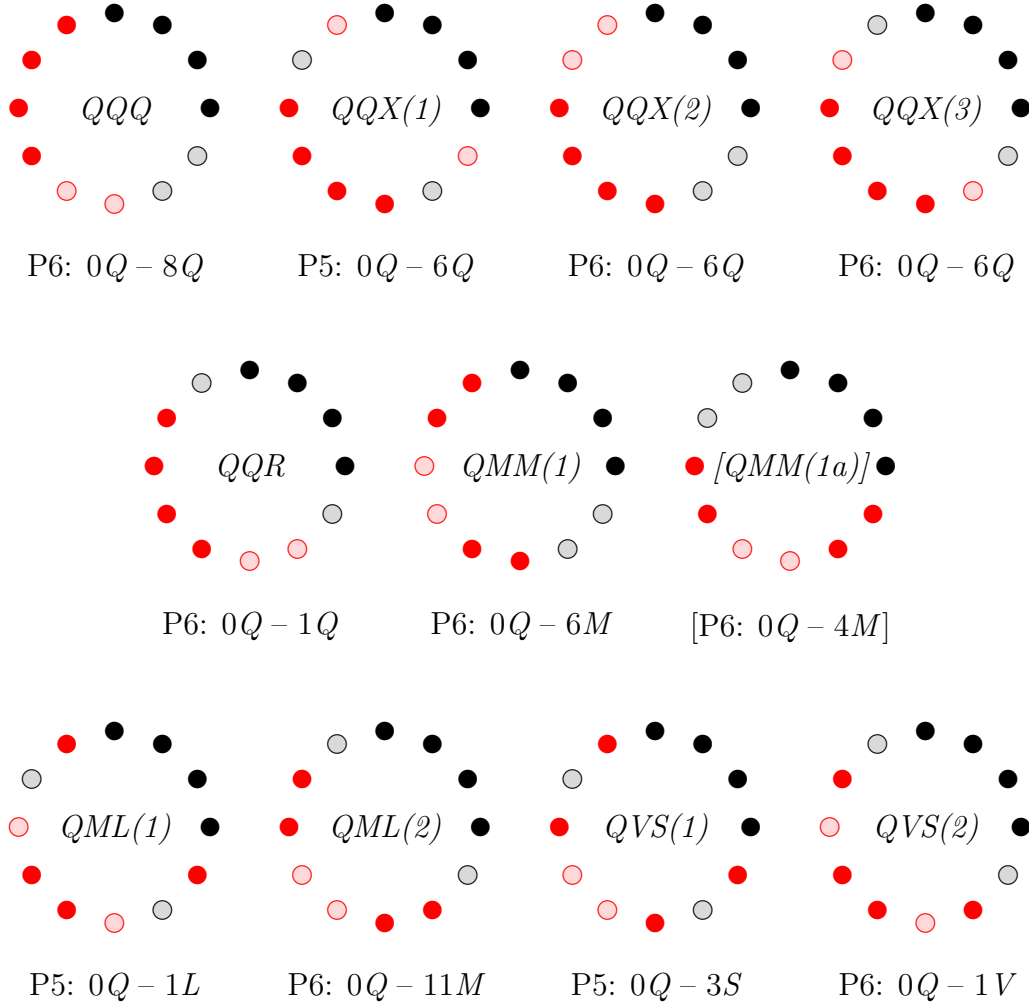 QQQ QQX(1) QQX(2) QQX(3)
P6: 0Q – 8Q P5: 0Q – 6Q P6: 0Q – 6Q P6: 0Q – 6Q
QQR QMM(1) [QMM(1a)]
P6: 0Q – 1Q P6: 0Q – 6M [P6: 0Q – 4M]
QML(1) QML(2) QVS(1) QVS(2)
P5: 0Q – 1L P6: 0Q – 11M P5: 0Q – 3S P6: 0Q – 1V